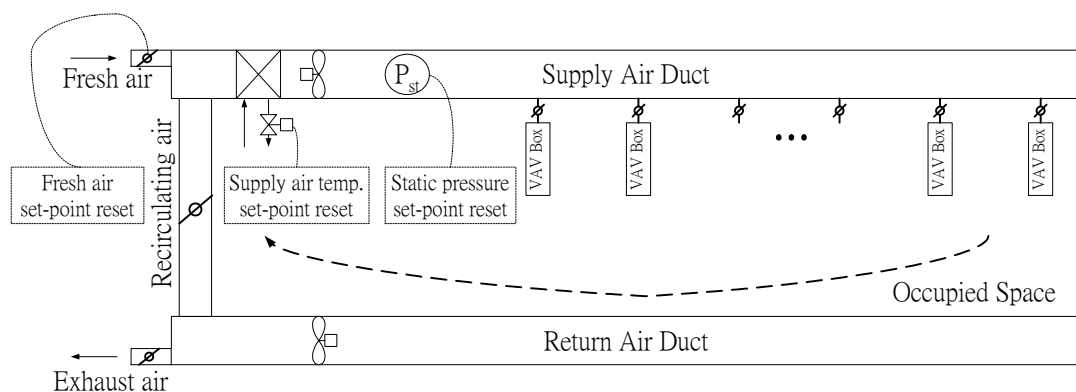 Fresh air
P st
Supply Air Duct
VAV Box
VAV Box
VAV Box
VAV Box
Recirculating air
Fresh air
set-point reset
Supply air temp.
set-point reset
Static pressure
set-point reset
Occupied Space
Return Air Duct
Exhaust air